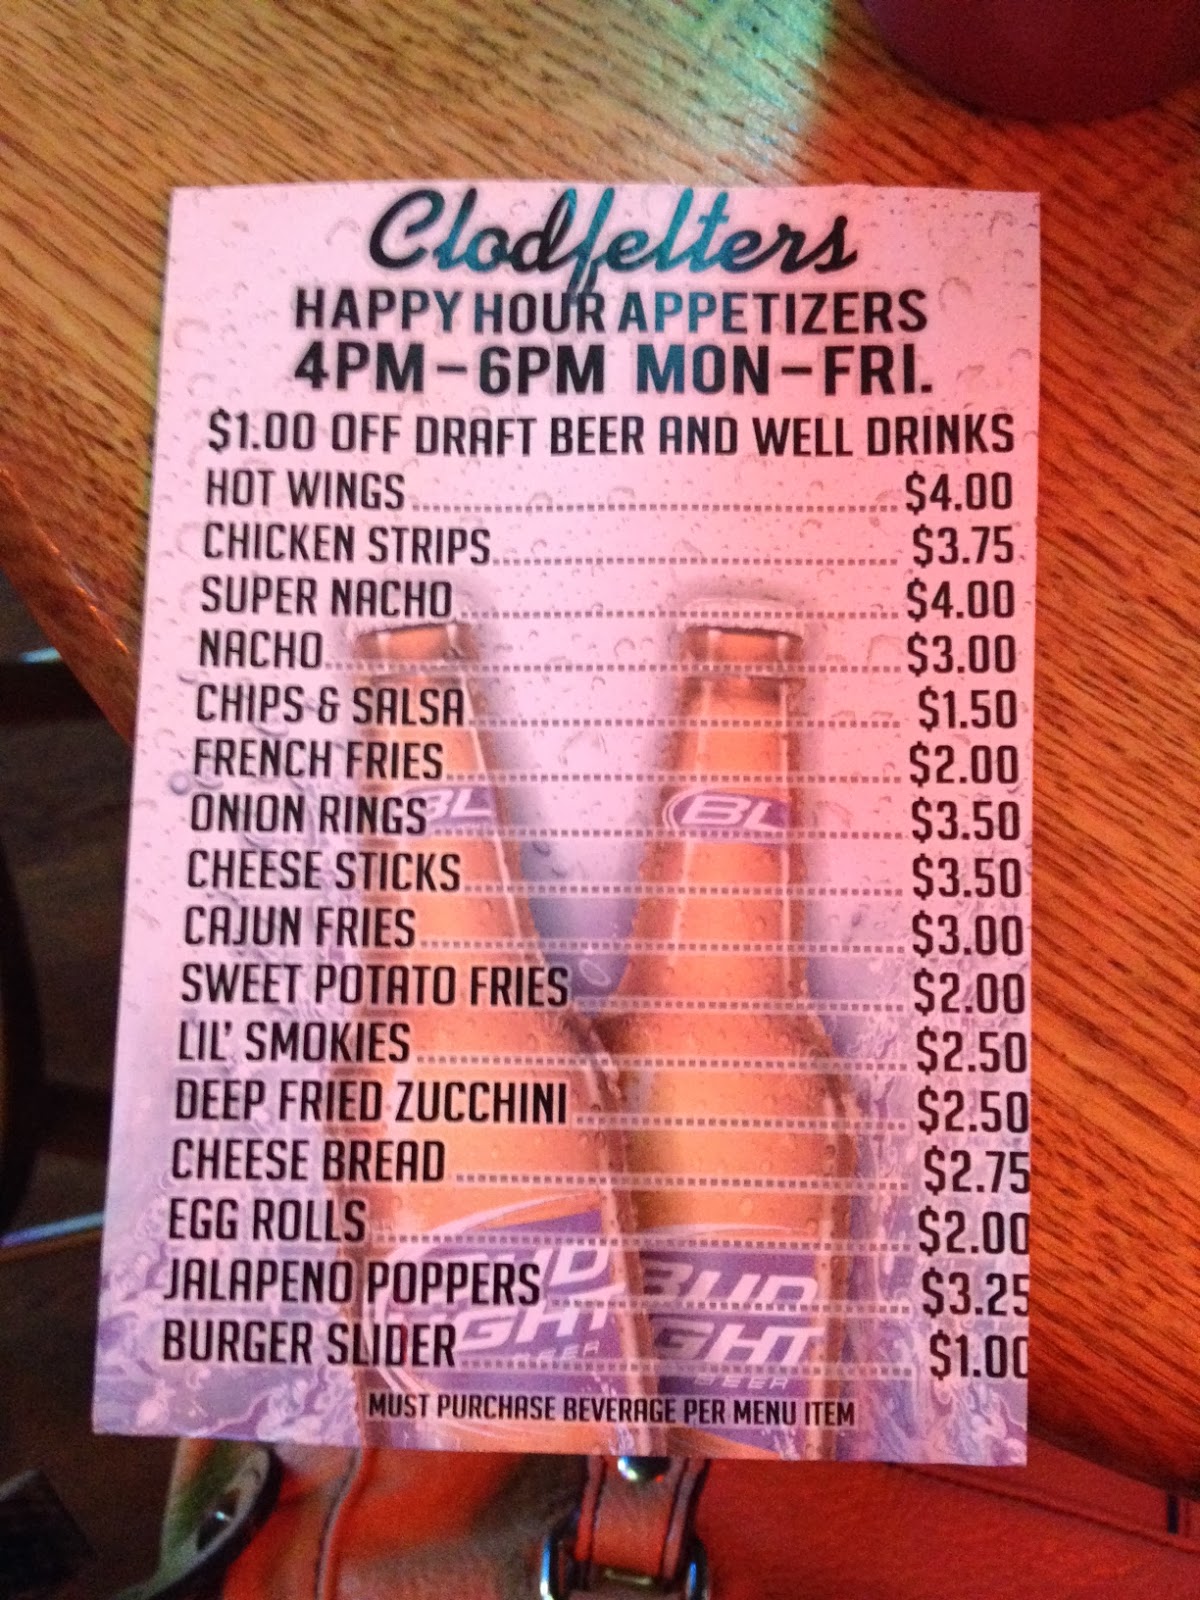 Clodfelters
HAPPY HOUR APPETIZERS
4PM-6PM MON-FRI.
$1.00 OFF DRAFT BEER AND WELL DRINKS
HOT WINGS $4.00
CHICKEN STRIPS $3.75
SUPER NACHO $4.00
NACHO $3.00
CHIPS & SALSA $1.50
FRENCH FRIES $2.00
BL BL
ONION RINGS $3.50
CHEESE STICKS $3.50
CAJUN FRIES $3.00
SWEET POTATO FRIES $2.00
LIL' SMOKIES $2.50
DEEP FRIED ZUCCHINI $2.50
CHEESE BREAD $2.75
EGG ROLLS $2.00
JALAPENO POPPERS $3.25
BURGER SLIDER $1.00
MUST PURCHASE BEVERAGE PER MENU ITEM